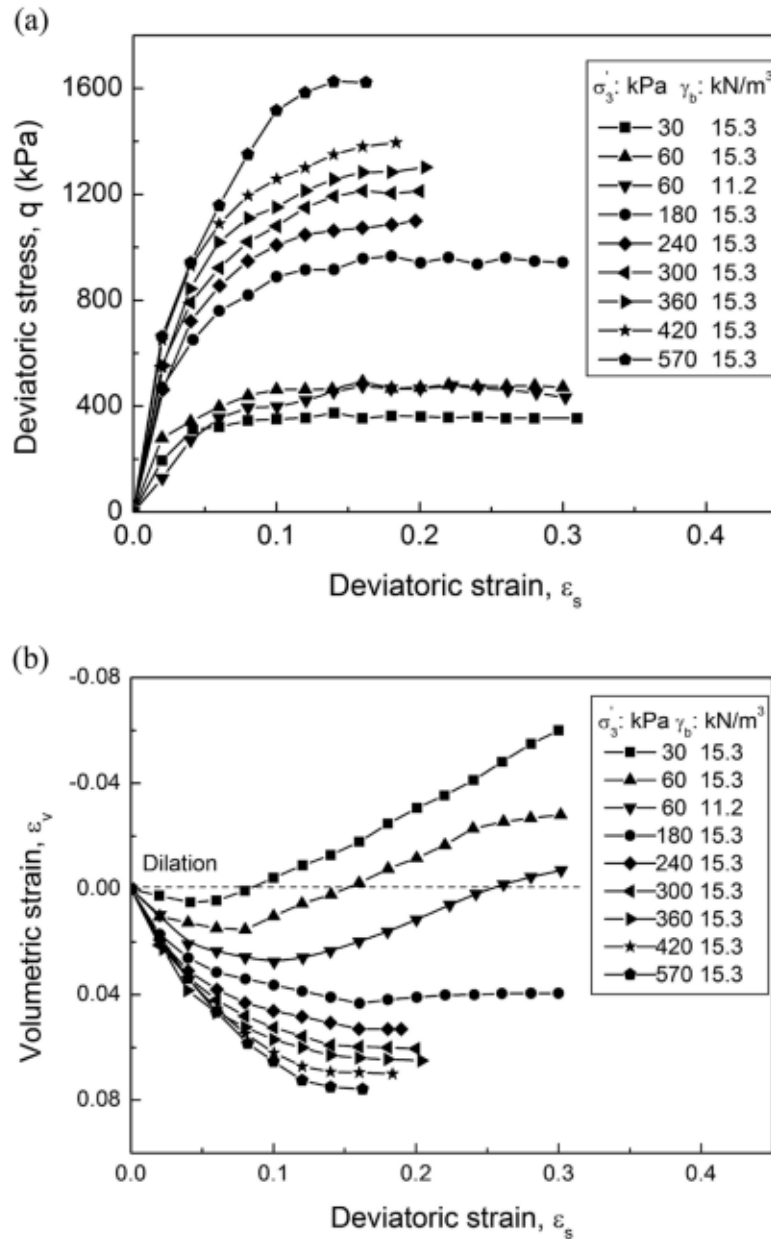 (a)
1600
1200
800
400
0
Deviatoric stress, q (kPa)
σ'₃: kPa γb: kN/m³
30 15.3
60 15.3
60 11.2
180 15.3
240 15.3
300 15.3
360 15.3
420 15.3
570 15.3
0.0 0.1 0.2 0.3 0.4
Deviatoric strain, εs
(b)
-0.08
-0.04
0.00
0.04
0.08
Volumetric strain, εv
Dilation
σ'₃: kPa γb: kN/m³
30 15.3
60 15.3
60 11.2
180 15.3
240 15.3
300 15.3
360 15.3
420 15.3
570 15.3
0.0 0.1 0.2 0.3 0.4
Deviatoric strain, εs